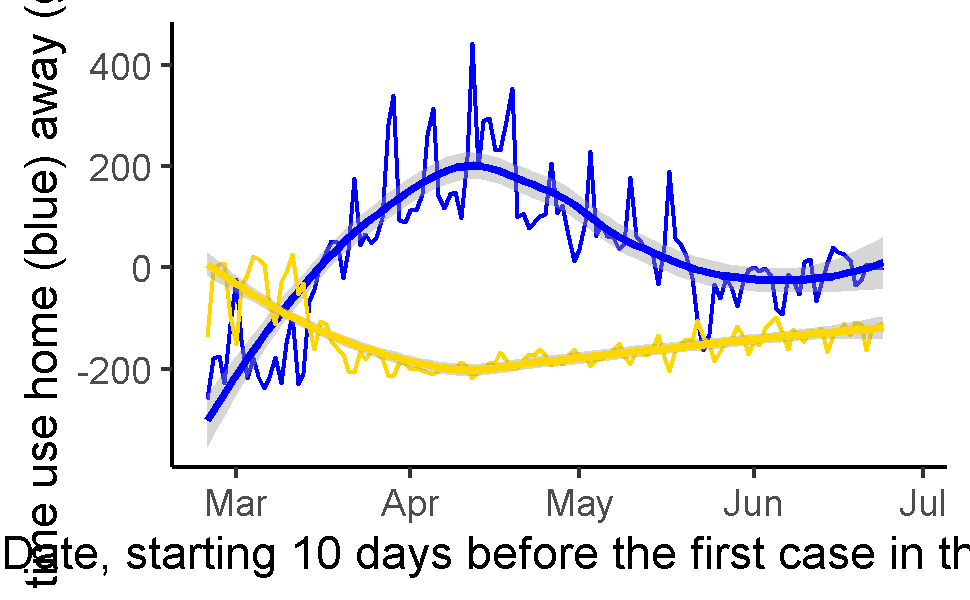 time use home (blue) away (
400
200
0
-200
Mar Apr May Jun Jul
Date, starting 10 days before the first case in th